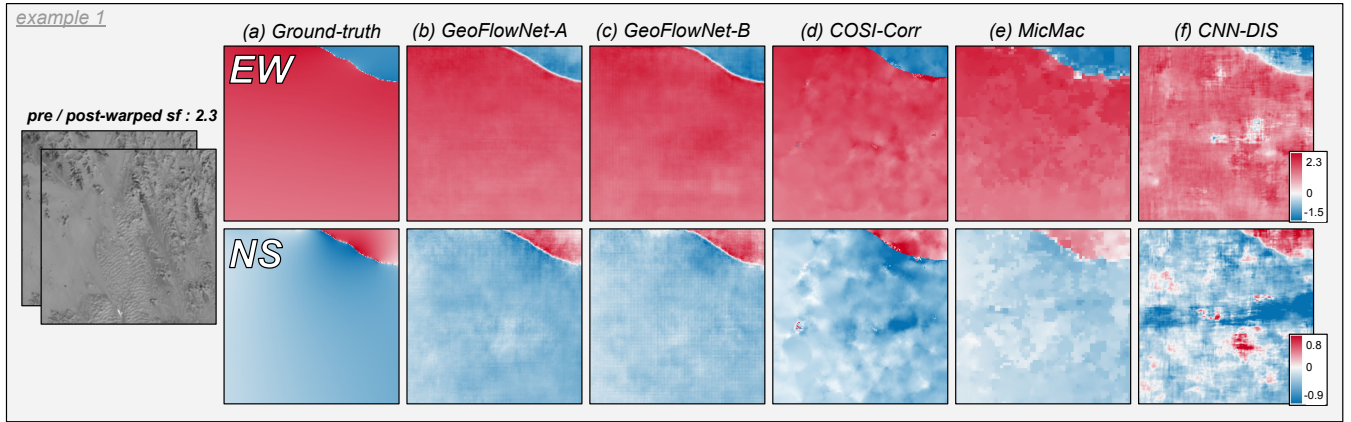 example 1
(a) Ground-truth (b) GeoFlowNet-A (c) GeoFlowNet-B (d) COSI-Corr (e) MicMac (f) CNN-DIS
EW
pre / post-warped sf : 2.3
2.3
0
-1.5
NS
0.8
0
-0.9